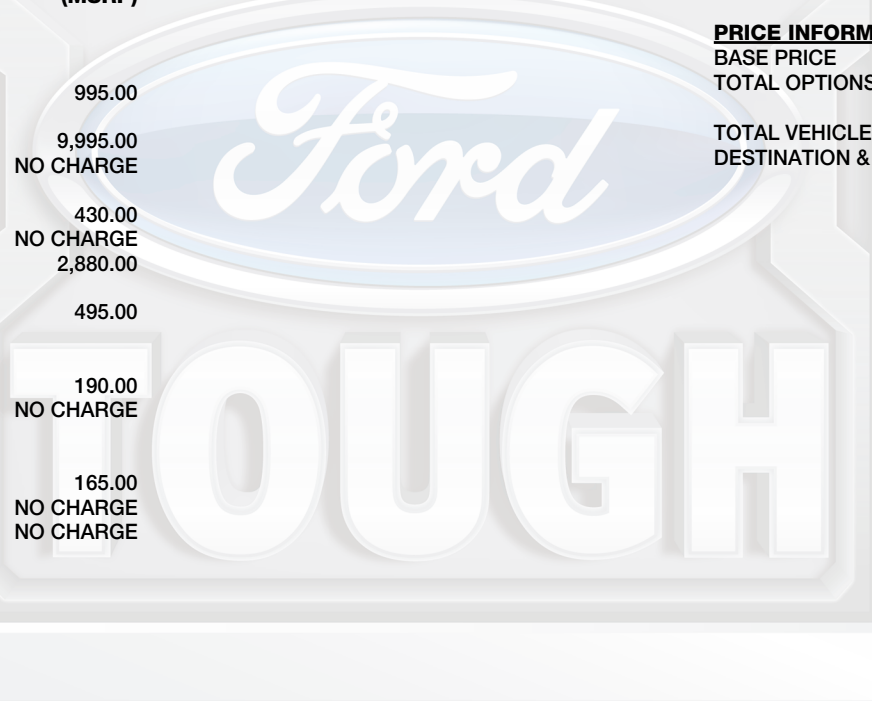 (MSRP)
995.00
9,995.00
NO CHARGE
430.00
NO CHARGE
2,880.00
495.00
190.00
NO CHARGE
165.00
NO CHARGE
NO CHARGE
PRICE INFORM
BASE PRICE
TOTAL OPTIONS
TOTAL VEHICLE
DESTINATION &
Ford
TOUGH